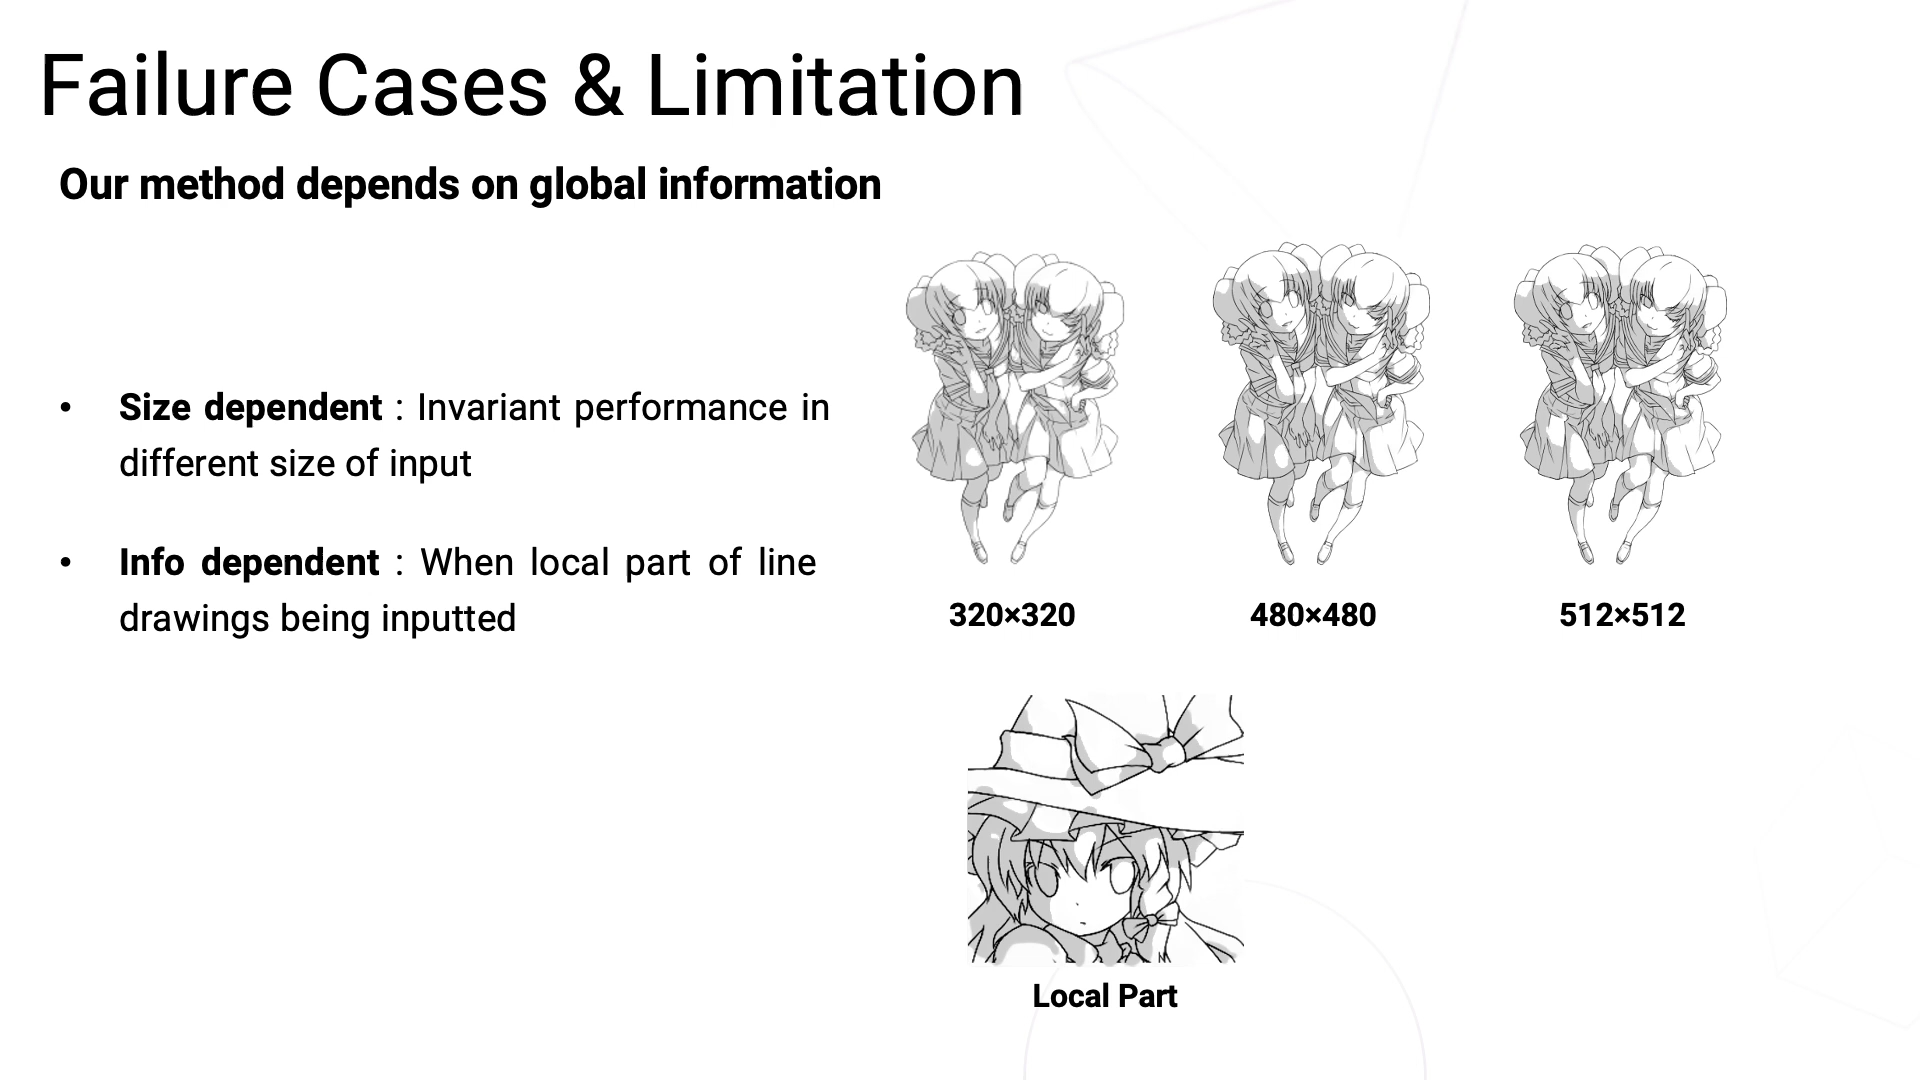 Failure Cases & Limitation
Our method depends on global information
• Size dependent : Invariant performance in
different size of input
• Info dependent : When local part of line
drawings being inputted
320×320 480×480 512×512
Local Part